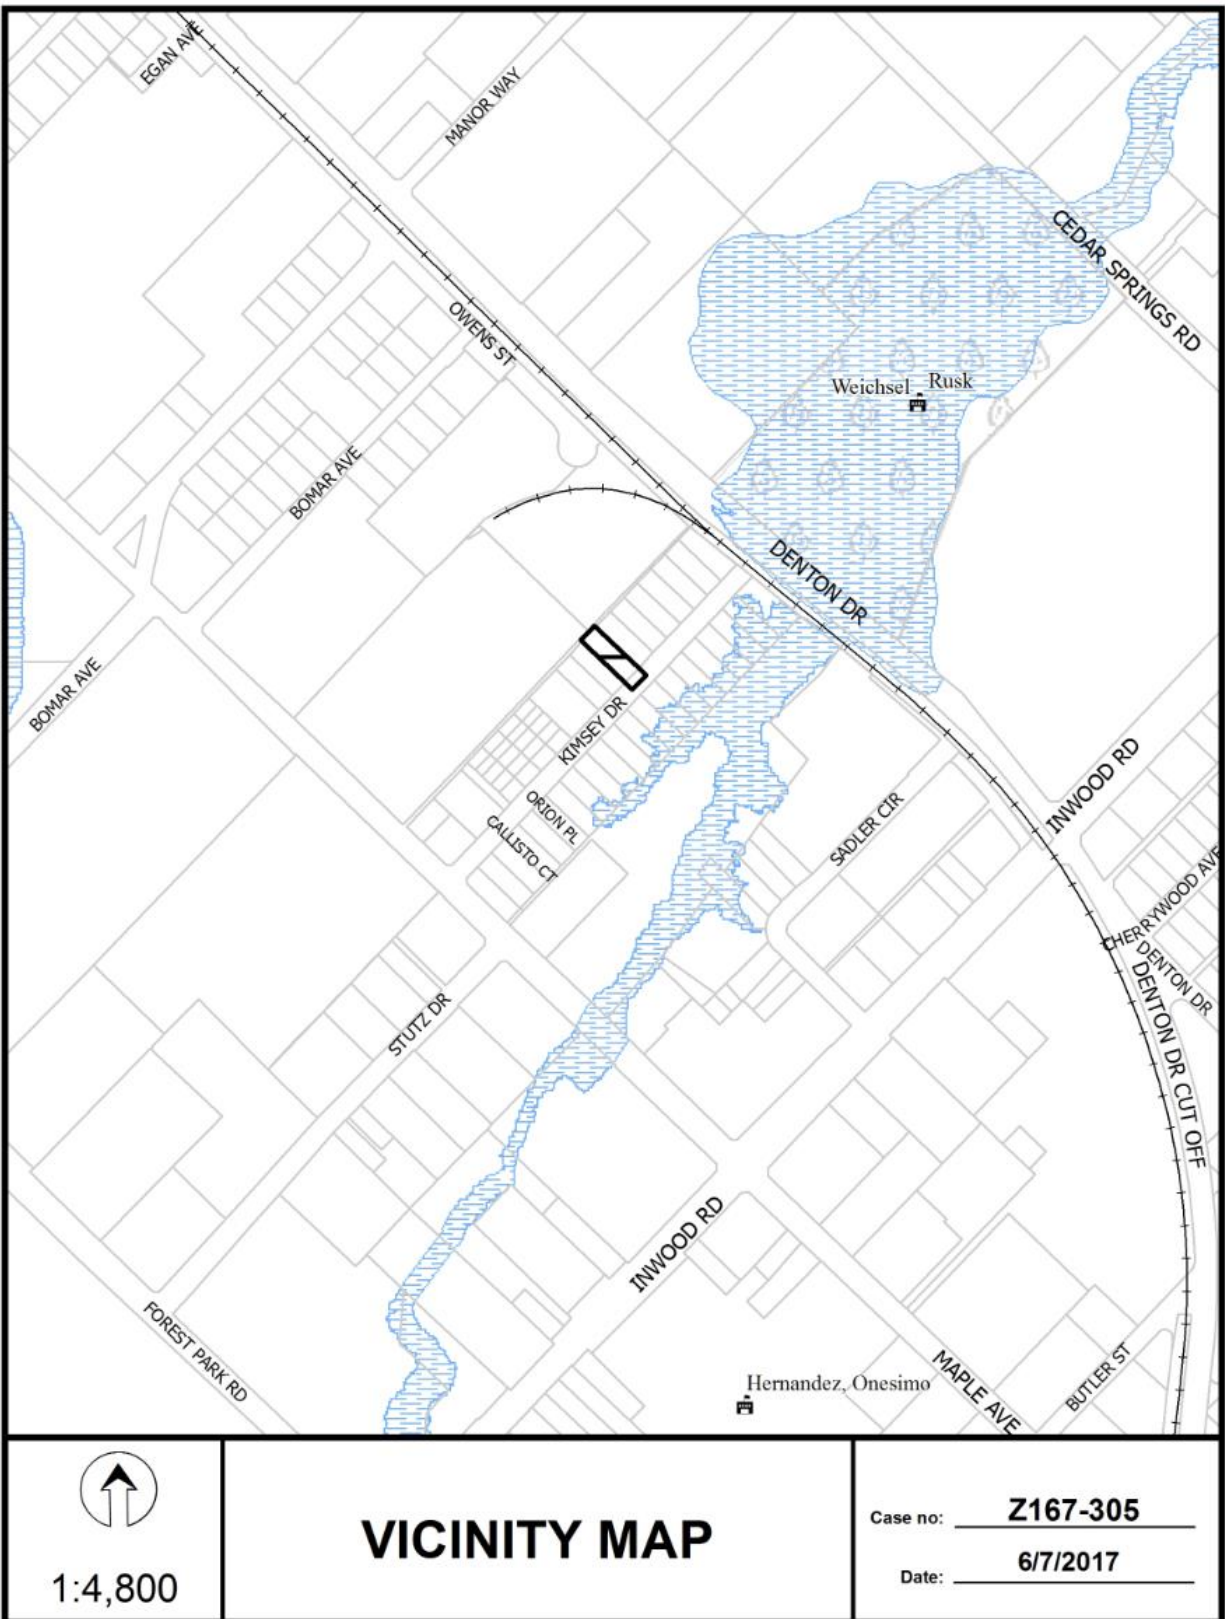 EGAN AVE
MANOR WAY
CEDAR SPRINGS RD
OWENS ST
Weichsel
Rusk
BOMAR AVE
DENTON DR
BOMAR AVE
KIMSEY DR
INWOOD RD
ORION PL
CALLISTO CT
SADLER CIR
CHERRYWOOD AVE
DENTON DR
DENTON DR CUT OFF
STUTZ DR
INWOOD RD
FOREST PARK RD
MAPLE AVE
BUTLER ST
Hernandez, Onesimo
1:4,800
VICINITY MAP
Case no: Z167-305
Date: 6/7/2017